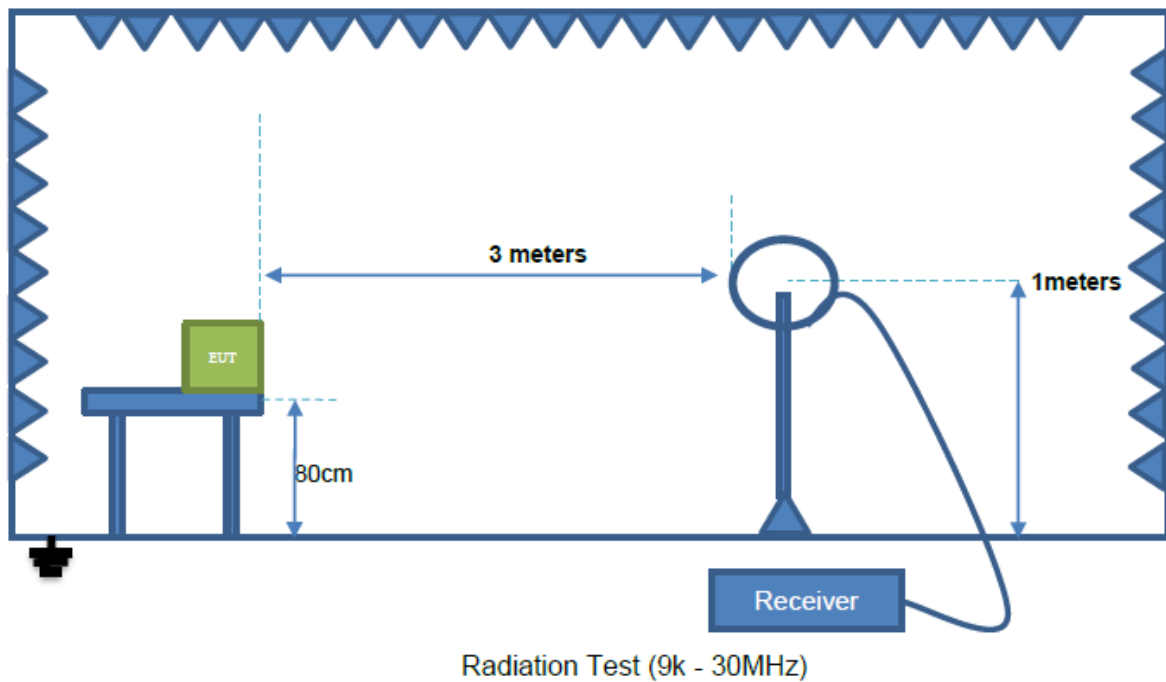 3 meters
1meters
EUT
80cm
Receiver
Radiation Test (9k - 30MHz)